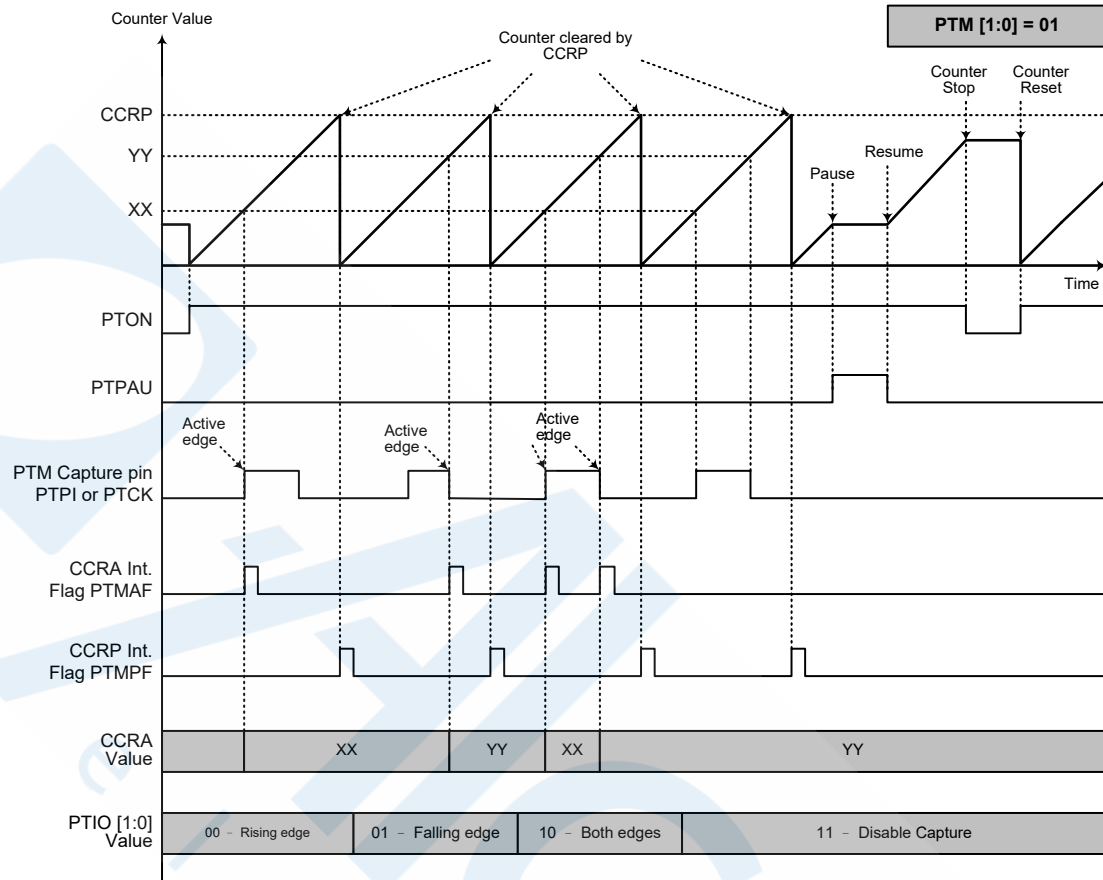 Counter Value
PTM [1:0] = 01
Counter cleared by
CCRP
Counter
Stop
Counter
Reset
CCRP
YY
XX
Pause
Resume
Time
PTON
PTPAU
Active
edge
Active
edge
Active
edge
PTM Capture pin
PTPI or PTCK
CCRA Int.
Flag PTMAF
CCRP Int.
Flag PTMPF
CCRA
Value
XX
YY
XX
YY
PTIO [1:0]
Value
00 – Rising edge
01 – Falling edge
10 – Both edges
11 – Disable Capture